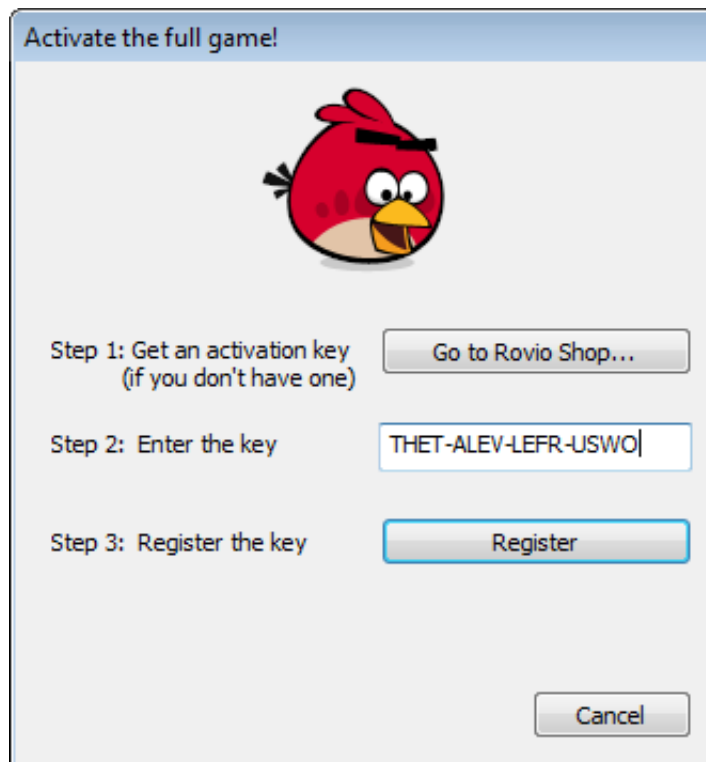 Activate the full game!
Step 1: Get an activation key
(if you don't have one)
Go to Rovio Shop...
Step 2: Enter the key
THET-ALEV-LEFR-USWO
Step 3: Register the key
Register
Cancel